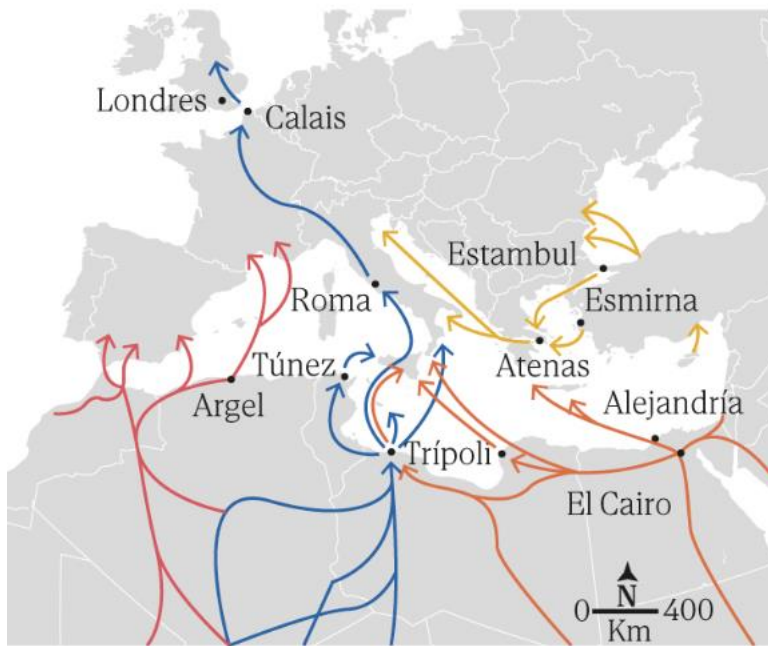 Londres
Calais
Estambul
Roma
Esmirna
Túnez
Atenas
Argel
Alejandría
Trípoli
El Cairo
N
0 400
Km